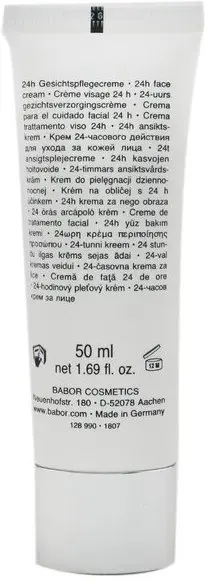 24h Gesichtspflegecreme • 24h face
cream • Crème visage 24 h • 24-uurs
gezichtsverzorgingscrème • Crema
para el cuidado facial 24 h • Crema
trattamento viso 24h • 24h ansikts-
krem • Крем 24-часового действия
для ухода за кожей лица • 24t
ansigtsplejecreme • 24h kasvojen
hoitovoide • 24-timmars ansiktsvårds-
kräm • Krem do pielęgnacji dzienno-
nocnej • Krém na obličej s 24 h
účinkem • 24h krema za nego obraza
• 24 órás arcápoló krém • Creme de
tratamento facial • 24h yüz bakım
kremi • 24ωρη κρέμα περιποίησης
προσώπου • 24-tunni kreem • 24 stun-
du ilgas krēms sejas ādai • 24-val
kremas veidui • 24-часовна krema za
lice • Cremă de faţă 24 de ore
24-hodinový pleťový krém • 24-часов
крем за лице
50 ml
net 1.69 fl. oz.
12 M
BABOR COSMETICS
Neuenhofstr. 180 • D-52078 Aachen
www.babor.com • Made in Germany
128 990 • 1807